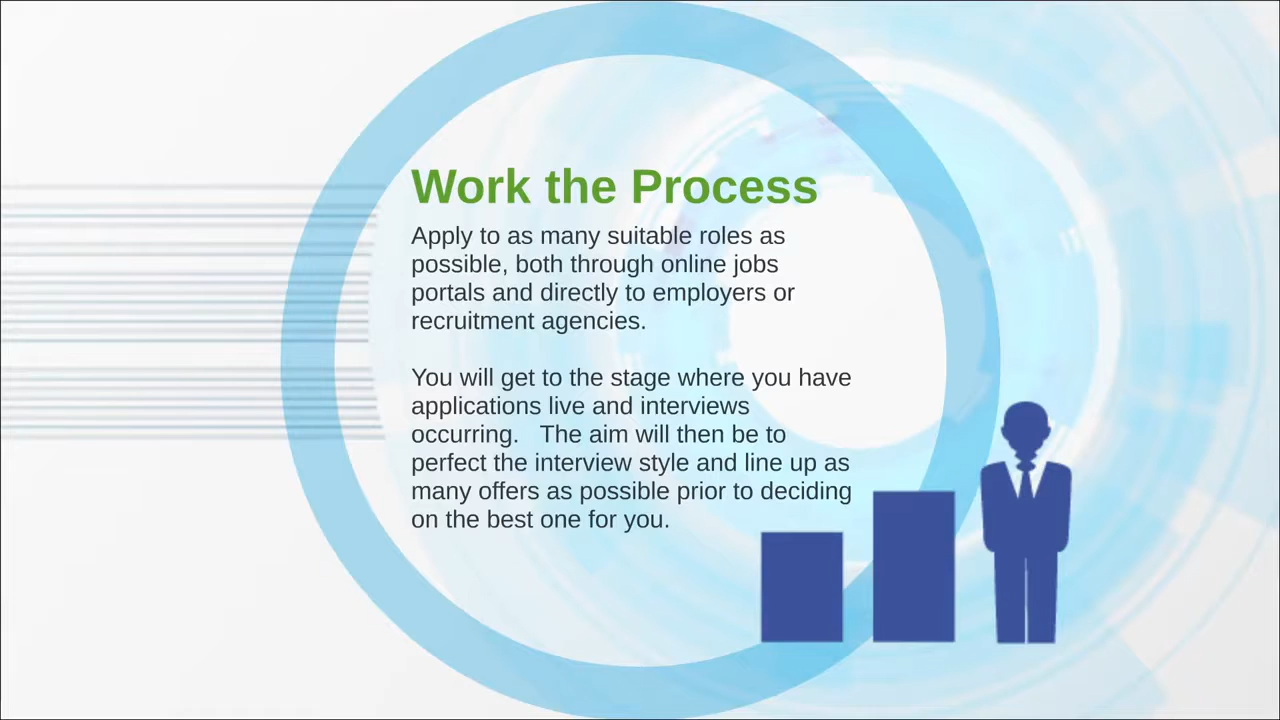 Work the Process
Apply to as many suitable roles as
possible, both through online jobs
portals and directly to employers or
recruitment agencies.
You will get to the stage where you have
applications live and interviews
occurring.   The aim will then be to
perfect the interview style and line up as
many offers as possible prior to deciding
on the best one for you.